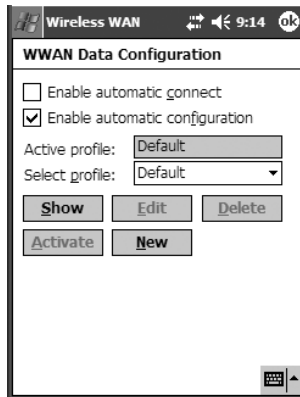 Wireless WAN 9:14 ok
WWAN Data Configuration
Enable automatic connect
Enable automatic configuration
Active profile: Default
Select profile: Default
Show Edit Delete
Activate New